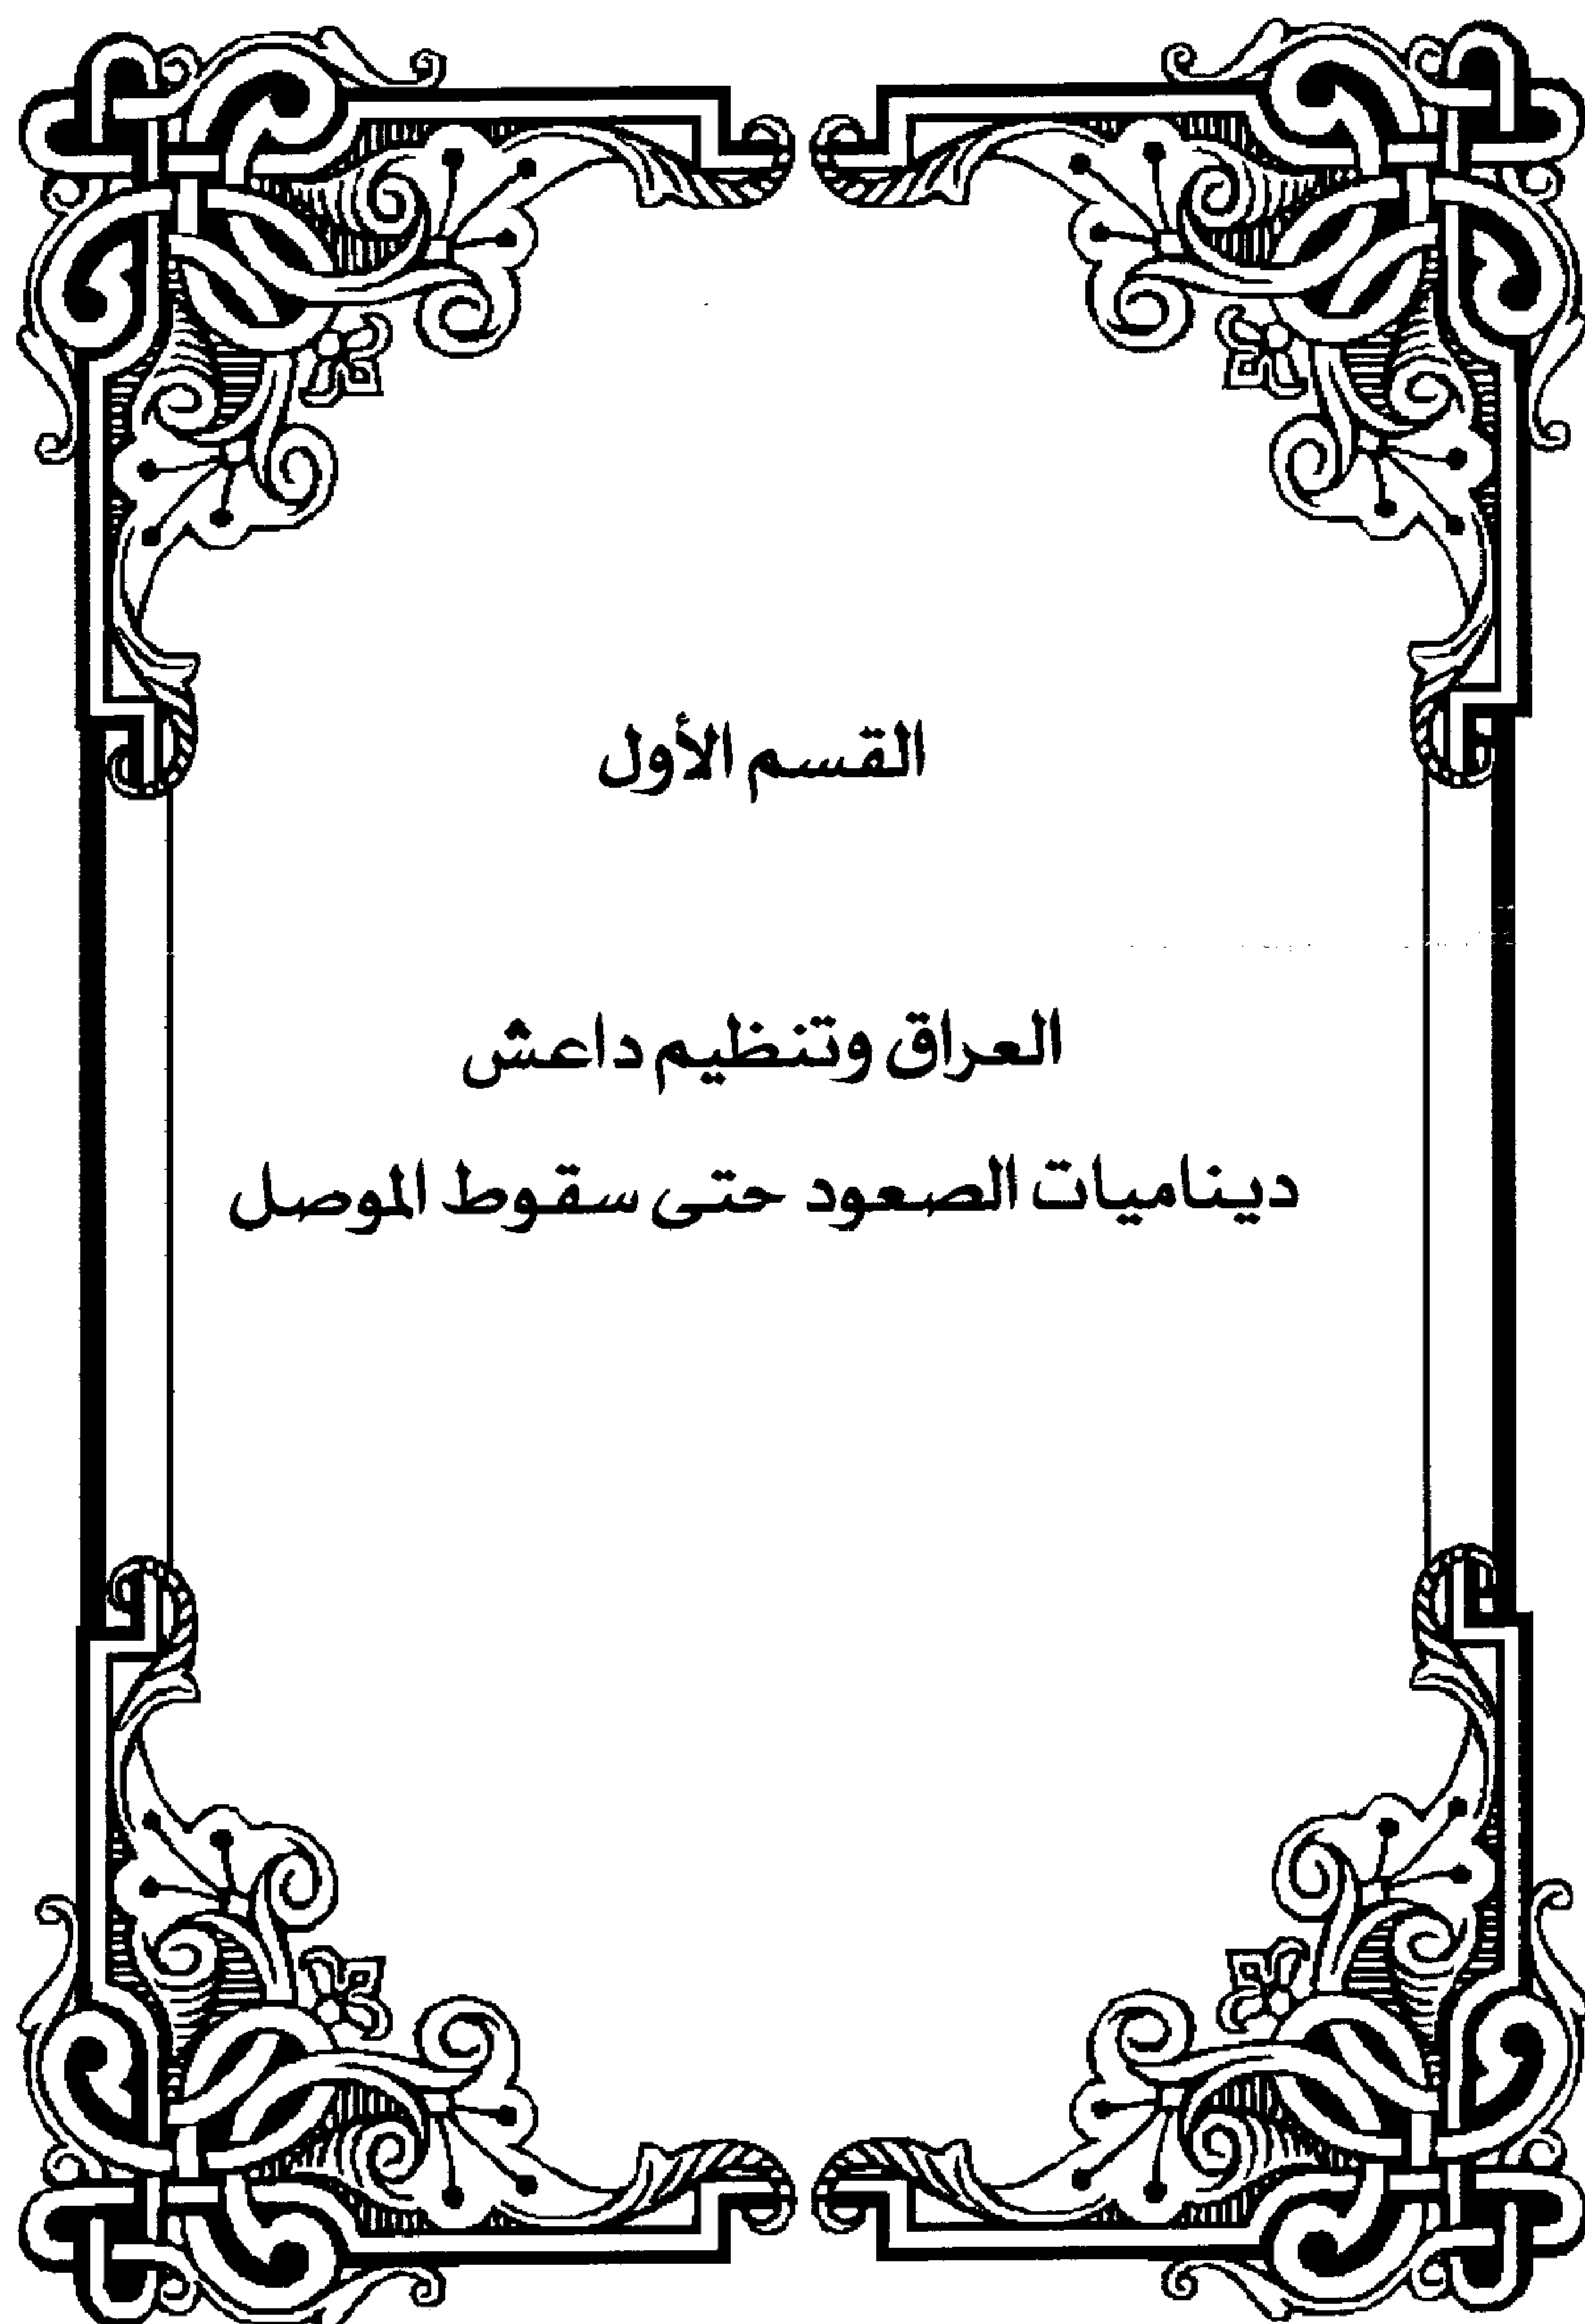 القسم الأول
العراق وتنظيم داعش
ديناميات الصعود حتى سقوط الموصل